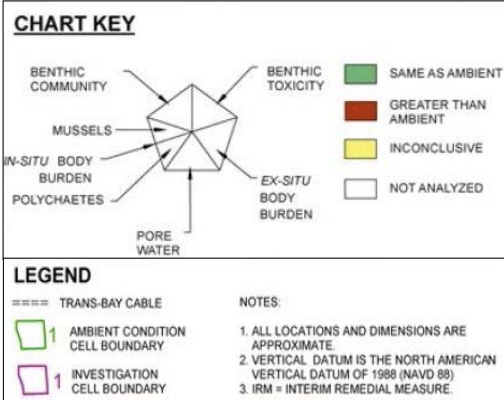 CHART KEY
BENTHIC
COMMUNITY
BENTHIC
TOXICITY
MUSSELS
IN-SITU BODY
BURDEN
POLYCHAETES
PORE
WATER
EX-SITU
BODY
BURDEN
SAME AS AMBIENT
GREATER THAN
AMBIENT
INCONCLUSIVE
NOT ANALYZED
LEGEND
==== TRANS-BAY CABLE
1 AMBIENT CONDITION
CELL BOUNDARY
1 INVESTIGATION
CELL BOUNDARY
NOTES:
1. ALL LOCATIONS AND DIMENSIONS ARE
APPROXIMATE.
2. VERTICAL DATUM IS THE NORTH AMERICAN
VERTICAL DATUM OF 1988 (NAVD 88)
3. IRM = INTERIM REMEDIAL MEASURE.